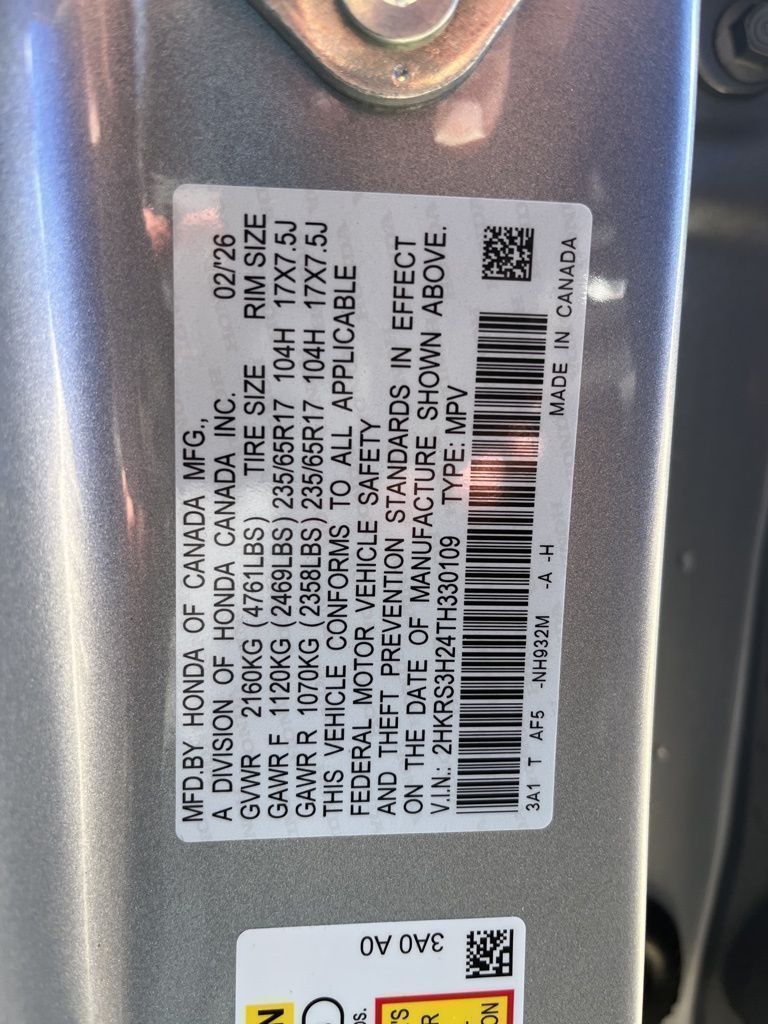 MFD.BY HONDA OF CANADA MFG.,
A DIVISION OF HONDA CANADA INC. 02/'26
GVWR 2160KG (4761LBS) TIRE SIZE RIM SIZE
GAWR F 1120KG (2469LBS) 235/65R17 104H 17X7.5J
GAWR R 1070KG (2358LBS) 235/65R17 104H 17X7.5J
THIS VEHICLE CONFORMS TO ALL APPLICABLE
FEDERAL MOTOR VEHICLE SAFETY
AND THEFT PREVENTION STANDARDS IN EFFECT
ON THE DATE OF MANUFACTURE SHOWN ABOVE.
V.I.N.: 2HKRS3H24TH330109 TYPE: MPV
3A1 T AF5 -NH932M -A -H
MADE IN CANADA
3A0 A0